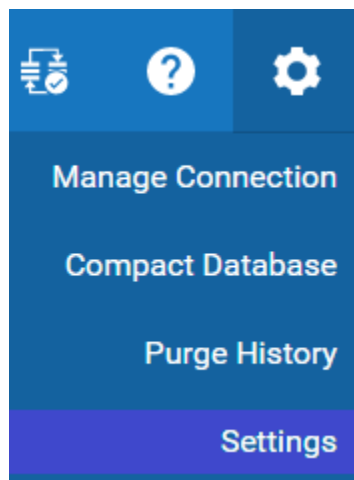 Manage Connection
Compact Database
Purge History
Settings